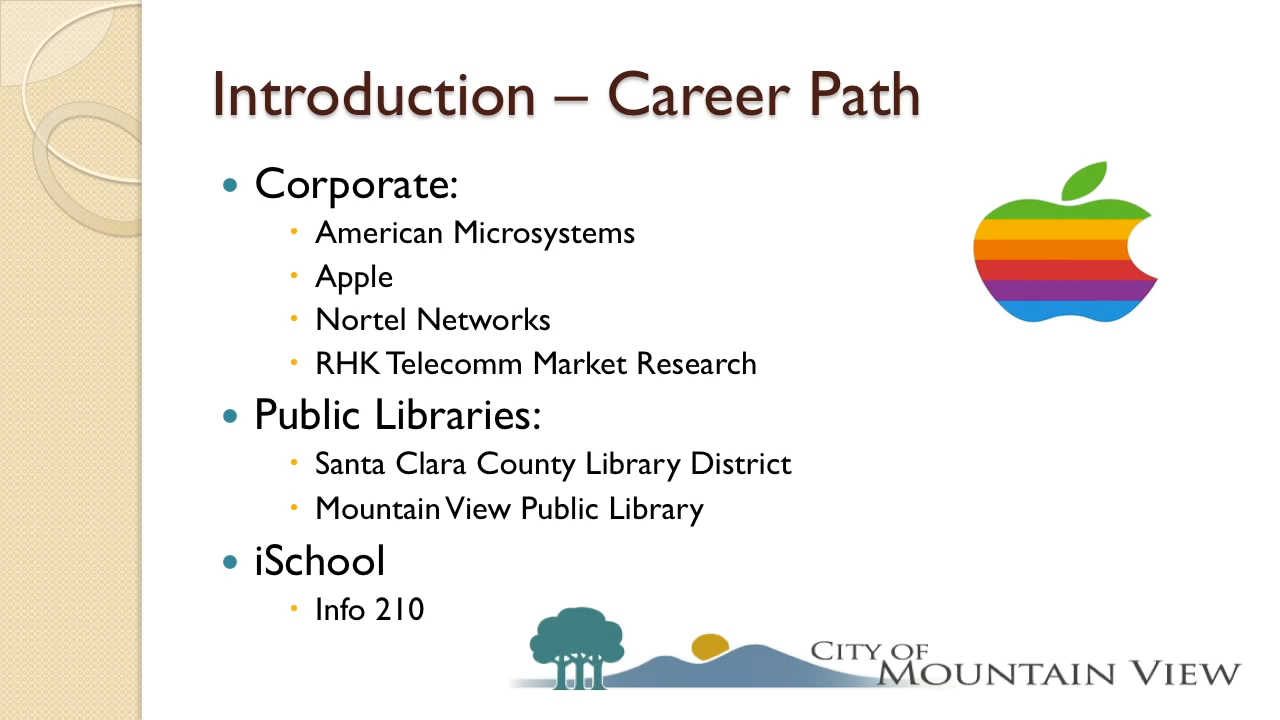 Introduction – Career Path
Corporate:
American Microsystems
Apple
Nortel Networks
RHK Telecomm Market Research
Public Libraries:
Santa Clara County Library District
Mountain View Public Library
iSchool
Info 210
CITY OF
MOUNTAIN VIEW